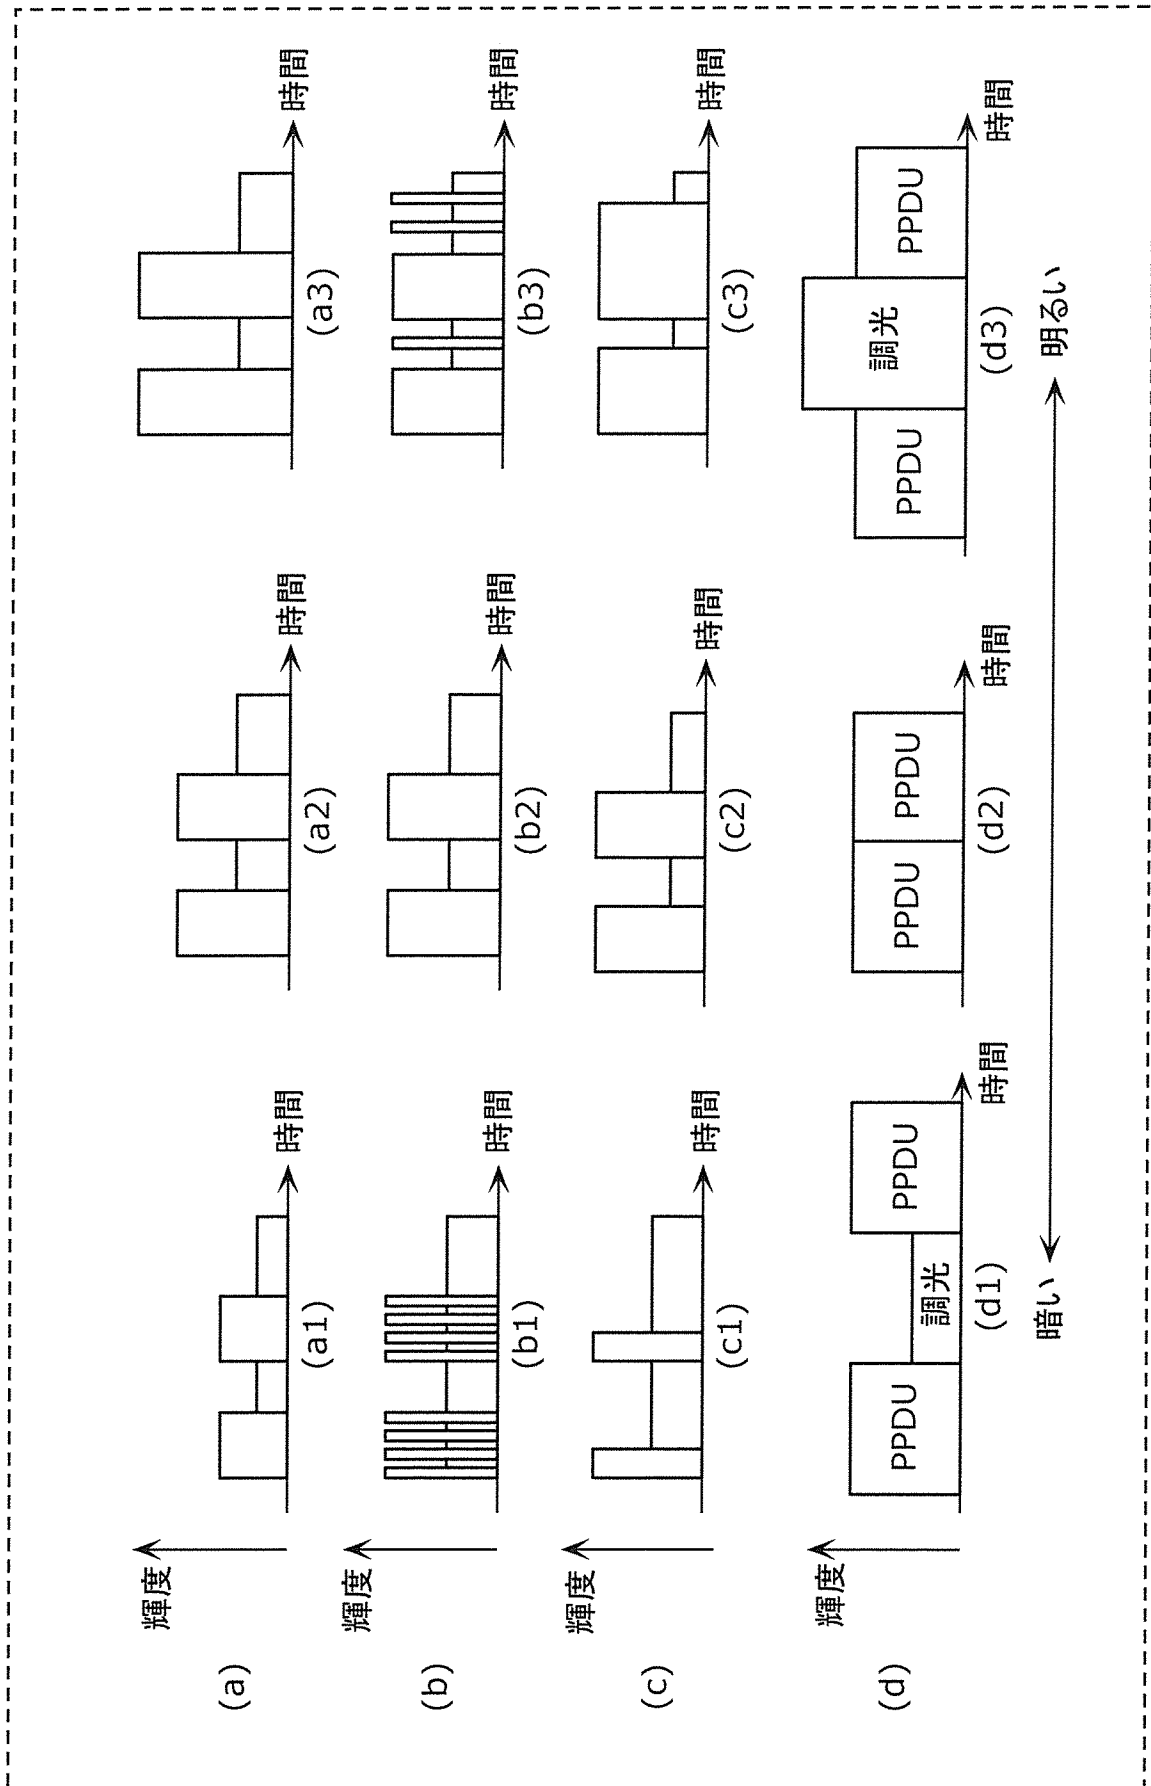 (a)
輝度
時間
(a1)
時間
(a2)
時間
(a3)
(b)
輝度
時間
(b1)
時間
(b2)
時間
(b3)
(c)
輝度
時間
(c1)
時間
(c2)
時間
(c3)
(d)
輝度
PPDU
調光
PPDU
時間
(d1)
PPDU
PPDU
時間
(d2)
PPDU
調光
PPDU
時間
(d3)
暗い
明るい